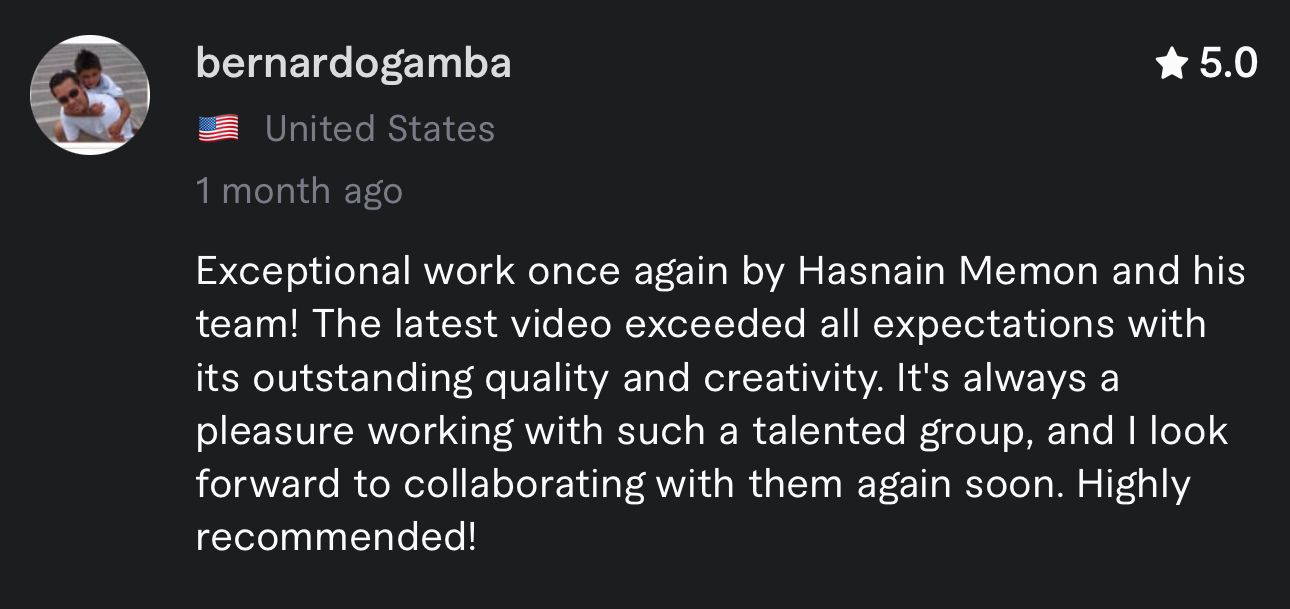 bernardogamba
★ 5.0
United States
1 month ago
Exceptional work once again by Hasnain Memon and his
team! The latest video exceeded all expectations with
its outstanding quality and creativity. It's always a
pleasure working with such a talented group, and I look
forward to collaborating with them again soon. Highly
recommended!